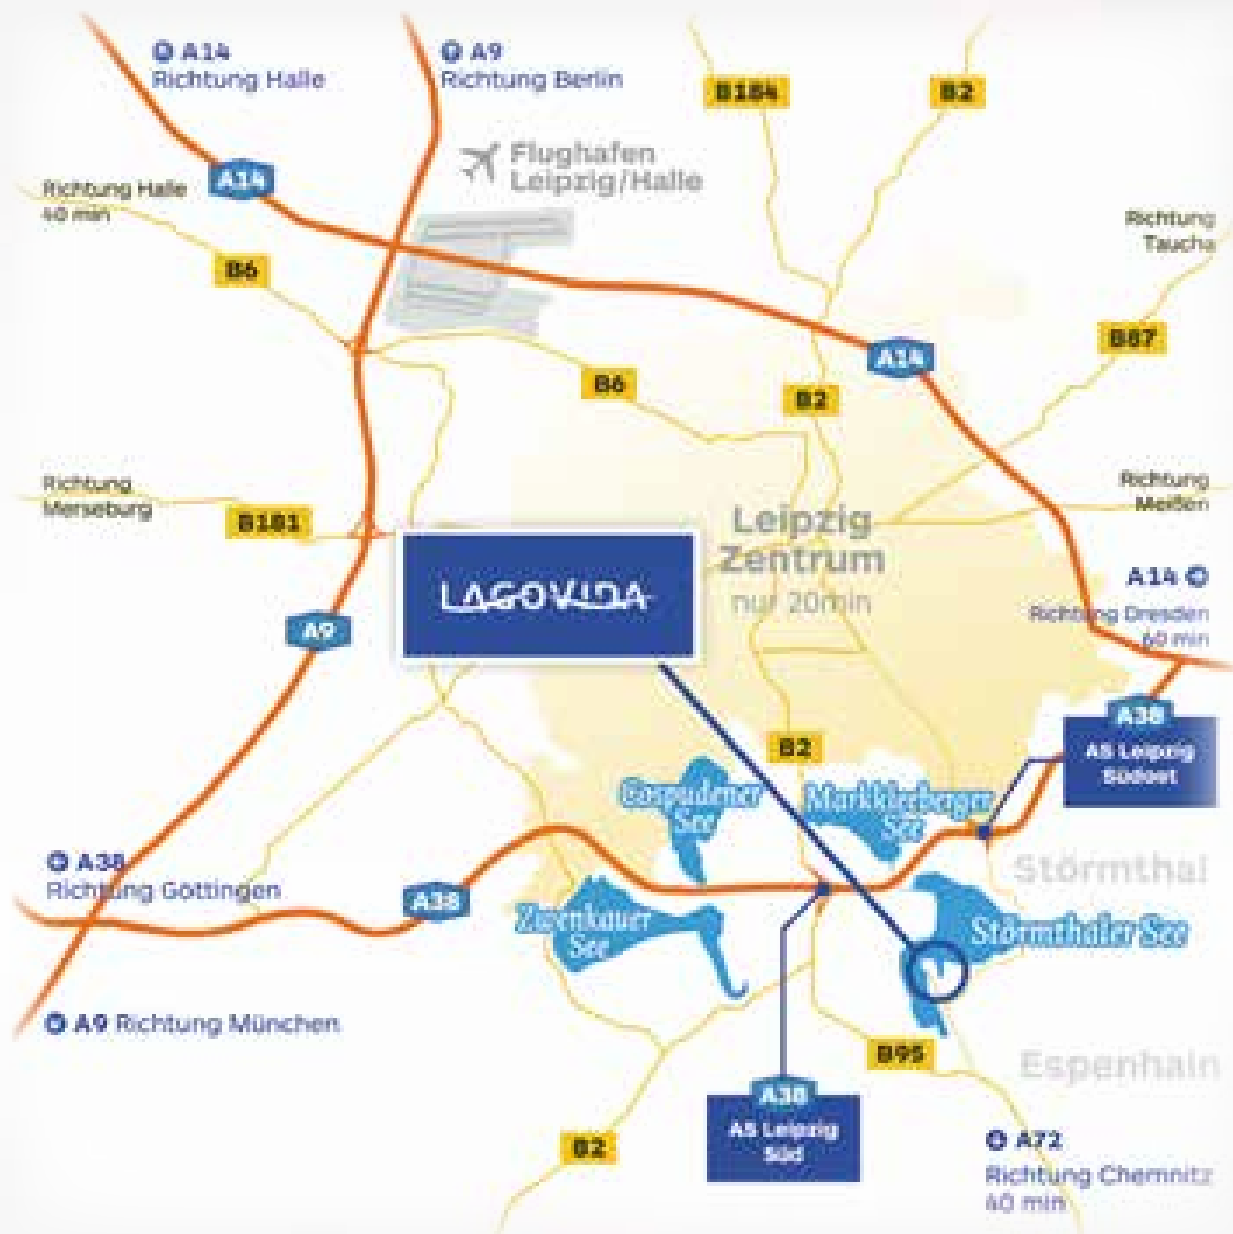 A14
Richtung Halle
A9
Richtung Berlin
B184
B2
Flughafen
Leipzig/Halle
A14
Richtung Halle
40 min
Richtung
Taucha
B6
B87
A14
B6
B2
Richtung
Merseburg
Richtung
Meißen
B181
Leipzig
Zentrum
nur 20min
LAGOVIDA
A14
Richtung Dresden
60 min
A9
A38
AS Leipzig
Südost
B2
Cospudener
See
Markkleeberger
See
A38
Richtung Göttingen
Störmthal
A38
Zwenkauer
See
Störmthaler See
A9 Richtung München
B95
Espenhain
A38
AS Leipzig
Süd
B2
A72
Richtung Chemnitz
40 min